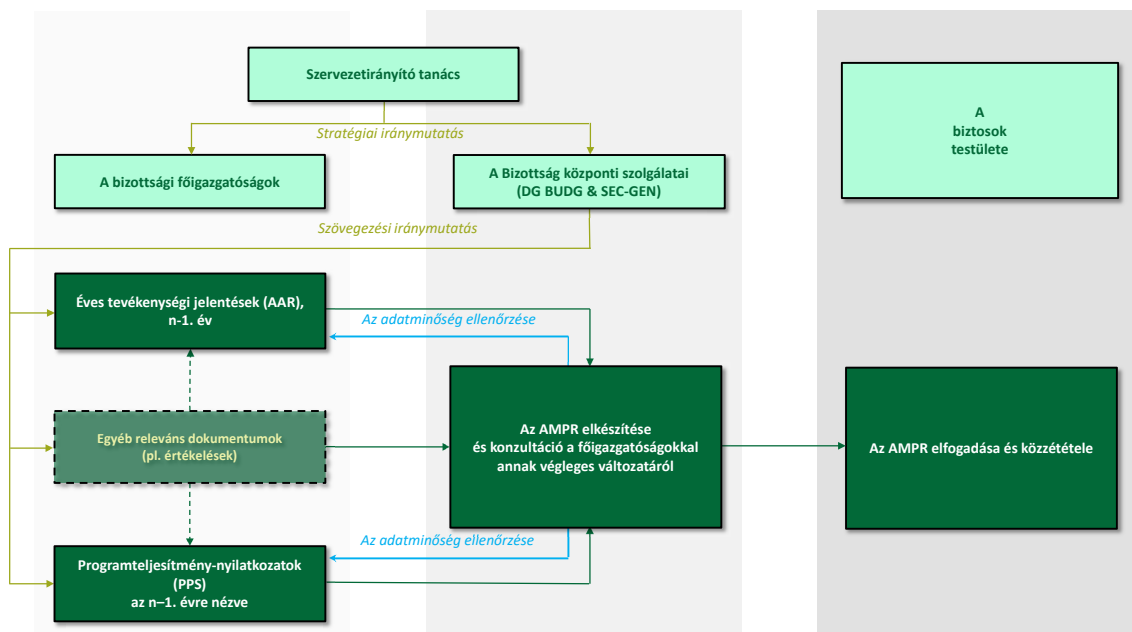 Szervezetirányító tanács
A
biztosok
testülete
Stratégiai iránymutatás
A bizottsági főigazgatóságok
A Bizottság központi szolgálatai
(DG BUDG & SEC-GEN)
Szövegezési iránymutatás
Éves tevékenységi jelentések (AAR),
n-1. év
Az adatminőség ellenőrzése
Egyéb releváns dokumentumok
(pl. értékelések)
Az AMPR elkészítése
és konzultáció a főigazgatóságokkal
annak végleges változatáról
Az AMPR elfogadása és közzététele
Az adatminőség ellenőrzése
Programteljesítmény-nyilatkozatok
(PPS)
az n–1. évre nézve